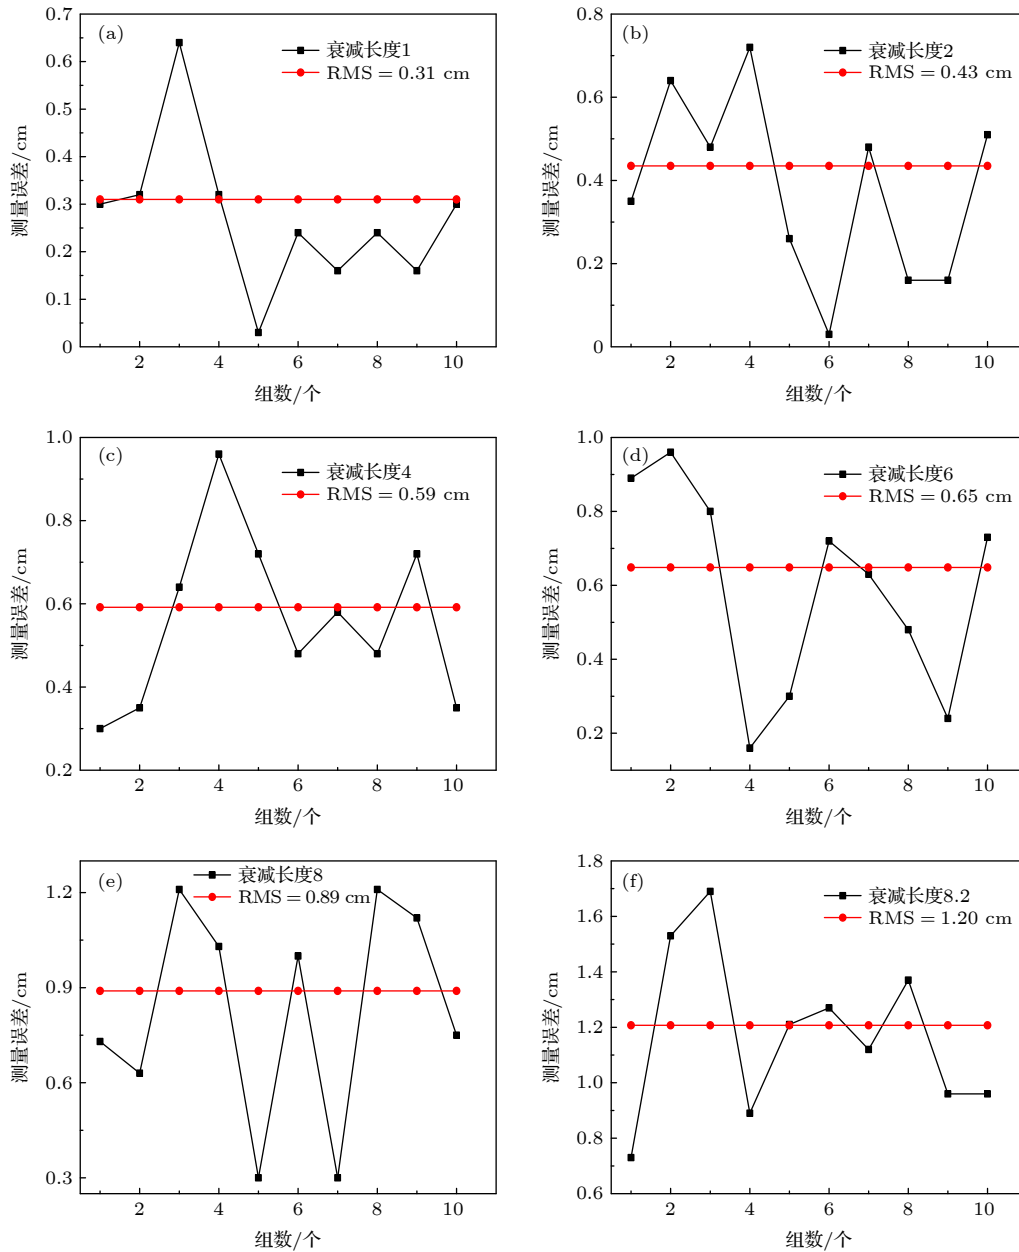 (a)
衰减长度1
RMS = 0.31 cm
0.7
0.6
0.5
0.4
0.3
0.2
0.1
0
测量误差/cm
2 4 6 8 10
组数/个
(b)
衰减长度2
RMS = 0.43 cm
0.8
0.6
0.4
0.2
0
测量误差/cm
2 4 6 8 10
组数/个
(c)
衰减长度4
RMS = 0.59 cm
1.0
0.8
0.6
0.4
0.2
测量误差/cm
2 4 6 8 10
组数/个
(d)
衰减长度6
RMS = 0.65 cm
1.0
0.8
0.6
0.4
0.2
测量误差/cm
2 4 6 8 10
组数/个
(e)
衰减长度8
RMS = 0.89 cm
1.2
0.9
0.6
0.3
测量误差/cm
2 4 6 8 10
组数/个
(f)
衰减长度8.2
RMS = 1.20 cm
1.8
1.6
1.4
1.2
1.0
0.8
0.6
测量误差/cm
2 4 6 8 10
组数/个